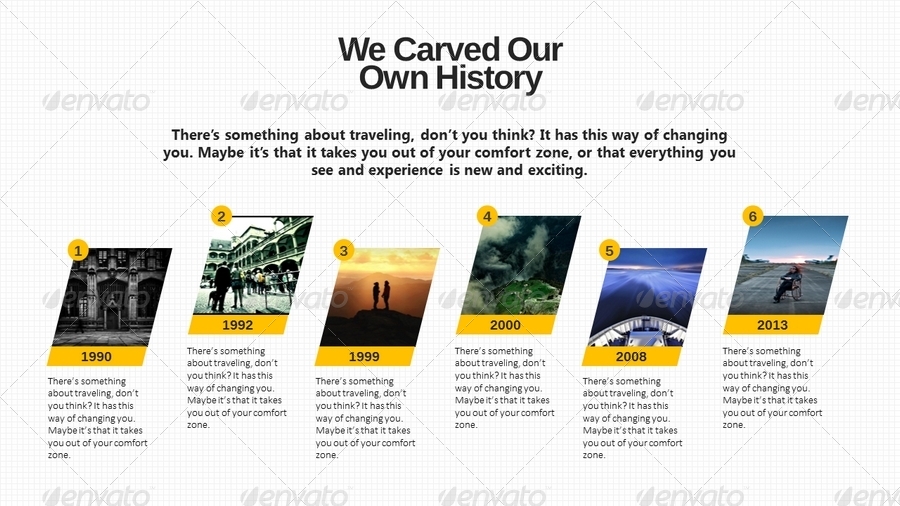 We Carved Our
Own History
There's something about traveling, don't you think? It has this way of changing
you. Maybe it's that it takes you out of your comfort zone, or that everything you
see and experience is new and exciting.
1
1990
There's something
about traveling, don't
you think? It has this
way of changing you.
Maybe it's that it takes
you out of your comfort
zone.
2
1992
There's something
about traveling, don't
you think? It has this
way of changing you.
Maybe it's that it takes
you out of your comfort
zone.
3
1999
There's something
about traveling, don't
you think? It has this
way of changing you.
Maybe it's that it takes
you out of your comfort
zone.
4
2000
There's something
about traveling, don't
you think? It has this
way of changing you.
Maybe it's that it takes
you out of your comfort
zone.
5
2008
There's something
about traveling, don't
you think? It has this
way of changing you.
Maybe it's that it takes
you out of your comfort
zone.
6
2013
There's something
about traveling, don't
you think? It has this
way of changing you.
Maybe it's that it takes
you out of your comfort
zone.
envato envato envato envato envato
envato envato envato envato envato
envato envato envato envato envato